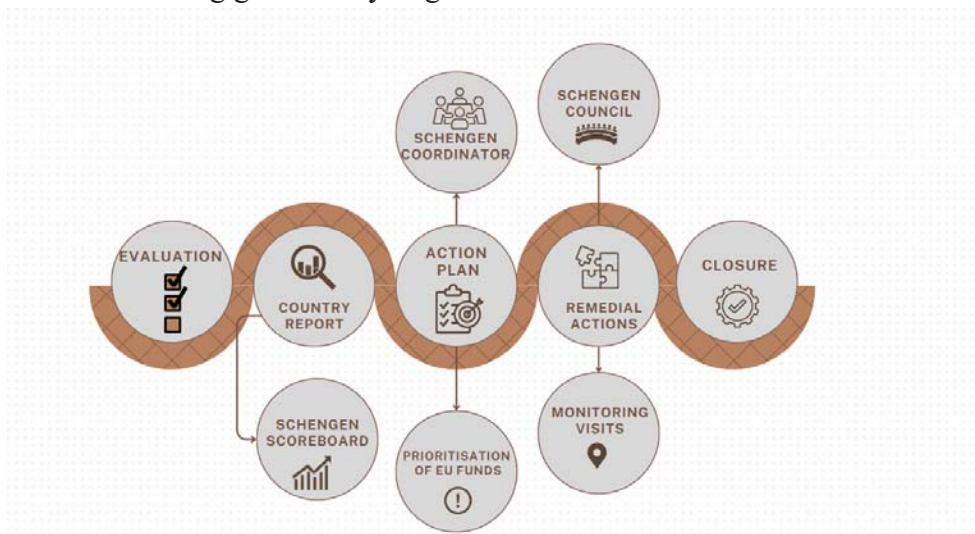 SCHENGEN
COORDINATOR
SCHENGEN
COUNCIL
EVALUATION
COUNTRY
REPORT
ACTION
PLAN
REMEDIAL
ACTIONS
CLOSURE
SCHENGEN
SCOREBOARD
PRIORITISATION
OF EU FUNDS
MONITORING
VISITS